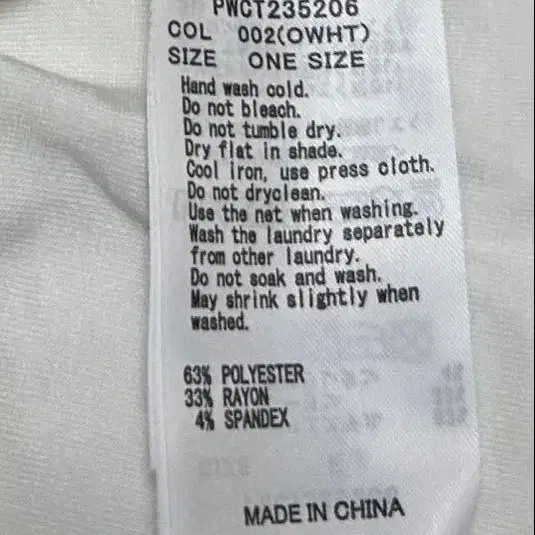 PWCT235206
COL 002(OWHT)
SIZE ONE SIZE
Hand wash cold.
Do not bleach.
Do not tumble dry.
Dry flat in shade.
Cool iron, use press cloth.
Do not dryclean.
Use the net when washing.
Wash the laundry separately
from other laundry.
Do not soak and wash.
May shrink slightly when
washed.
63% POLYESTER
33% RAYON
4% SPANDEX
MADE IN CHINA